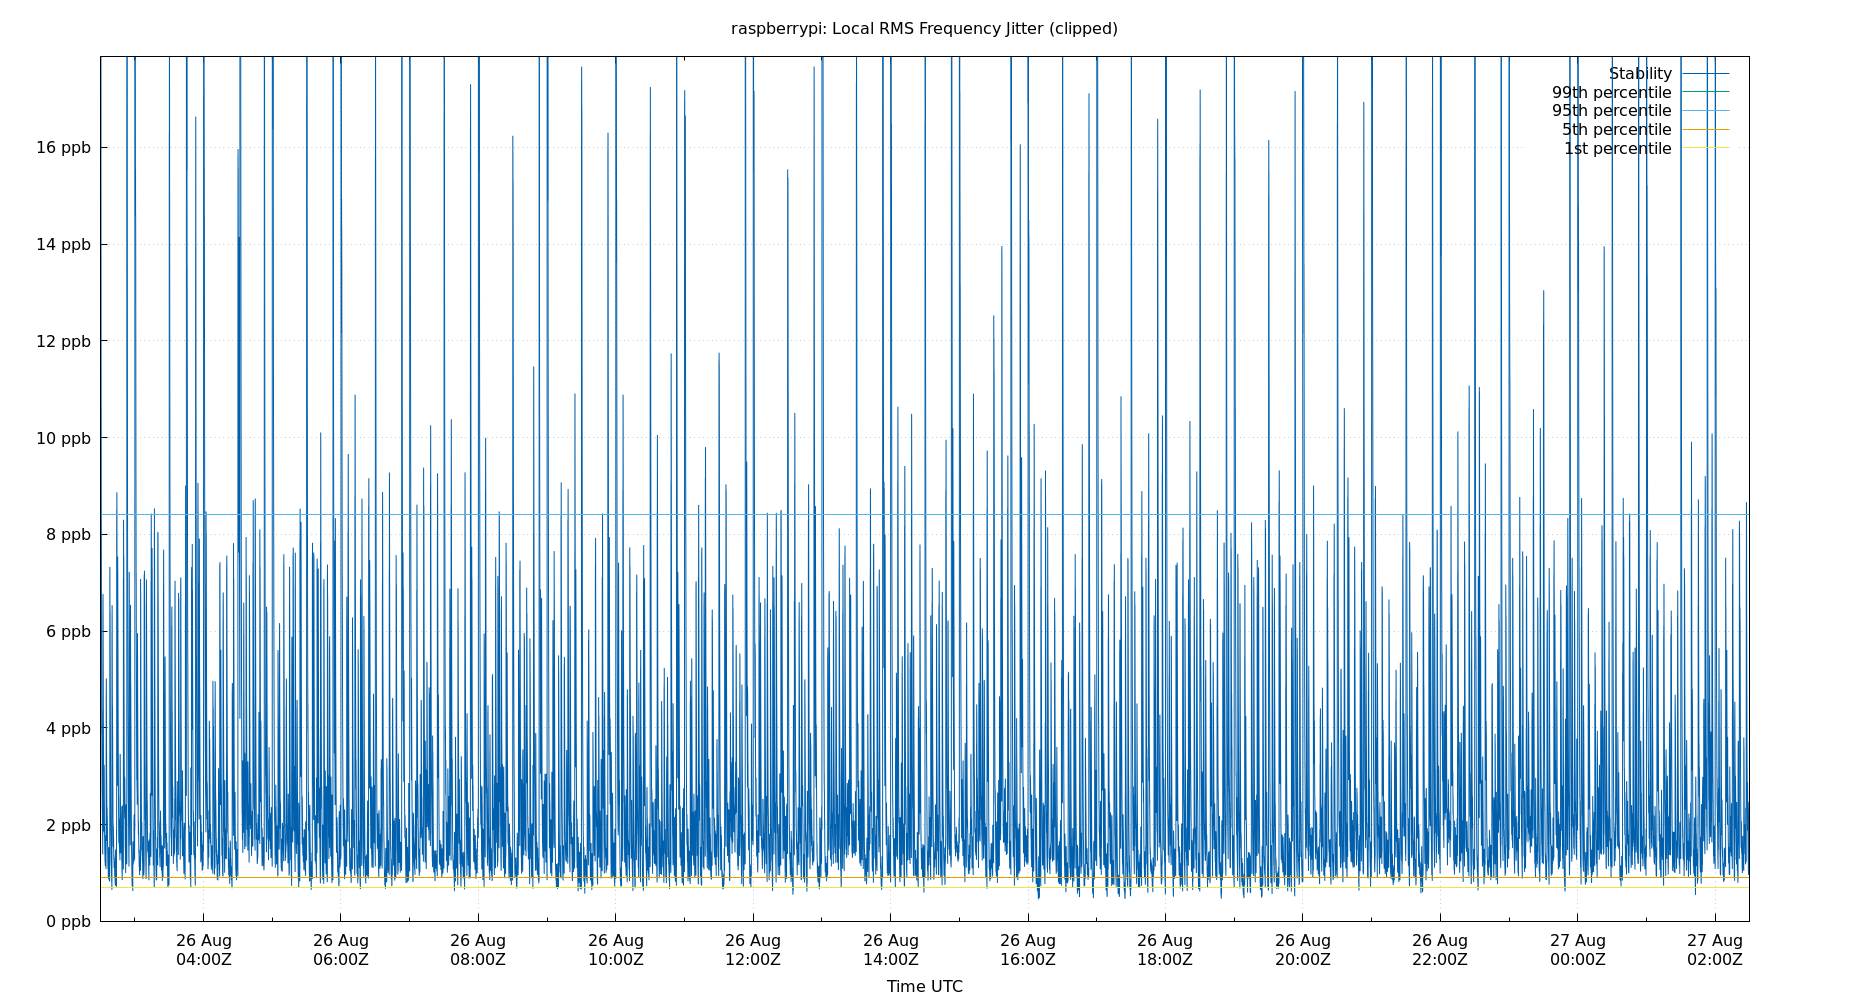 raspberrypi: Local RMS Frequency Jitter (clipped)
Stability
99th percentile
95th percentile
5th percentile
1st percentile
16 ppb
14 ppb
12 ppb
10 ppb
8 ppb
6 ppb
4 ppb
2 ppb
0 ppb
26 Aug 26 Aug 26 Aug 26 Aug 26 Aug 26 Aug 26 Aug 26 Aug 26 Aug 26 Aug 27 Aug 27 Aug
04:00Z 06:00Z 08:00Z 10:00Z 12:00Z 14:00Z 16:00Z 18:00Z 20:00Z 22:00Z 00:00Z 02:00Z
Time UTC